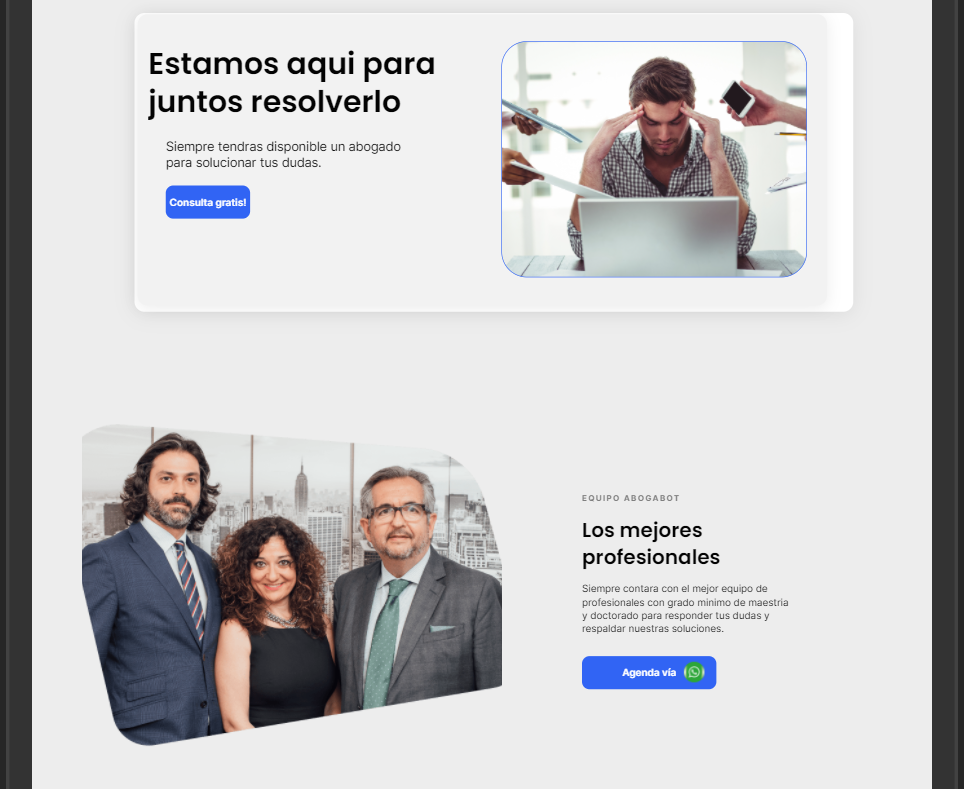 Estamos aqui para
juntos resolverlo
Siempre tendras disponible un abogado
para solucionar tus dudas.
Consulta gratis!
EQUIPO ABOGABOT
Los mejores
profesionales
Siempre contara con el mejor equipo de
profesionales con grado minimo de maestria
y doctorado para responder tus dudas y
respaldar nuestras soluciones.
Agenda vía